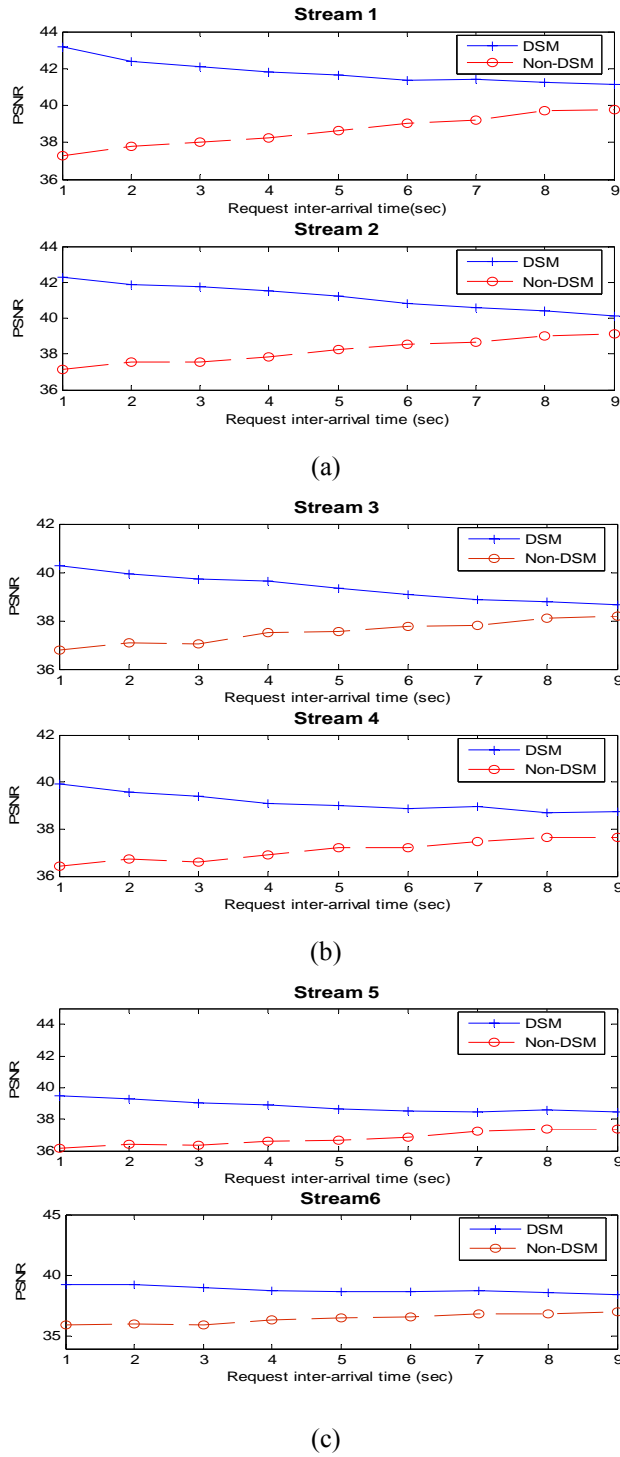 Stream 1
44
42
40
38
36
PSNR
DSM
Non-DSM
1 2 3 4 5 6 7 8 9
Request inter-arrival time(sec)
Stream 2
44
42
40
38
36
PSNR
DSM
Non-DSM
1 2 3 4 5 6 7 8 9
Request inter-arrival time (sec)
(a)
Stream 3
42
40
38
36
PSNR
DSM
Non-DSM
1 2 3 4 5 6 7 8 9
Request inter-arrival time (sec)
Stream 4
42
40
38
36
PSNR
DSM
Non-DSM
1 2 3 4 5 6 7 8 9
Request inter-arrival time (sec)
(b)
Stream 5
44
42
40
38
36
PSNR
DSM
Non-DSM
1 2 3 4 5 6 7 8 9
Request inter-arrival time (sec)
Stream6
45
40
35
PSNR
DSM
Non-DSM
1 2 3 4 5 6 7 8 9
Request inter-arrival time (sec)
(c)